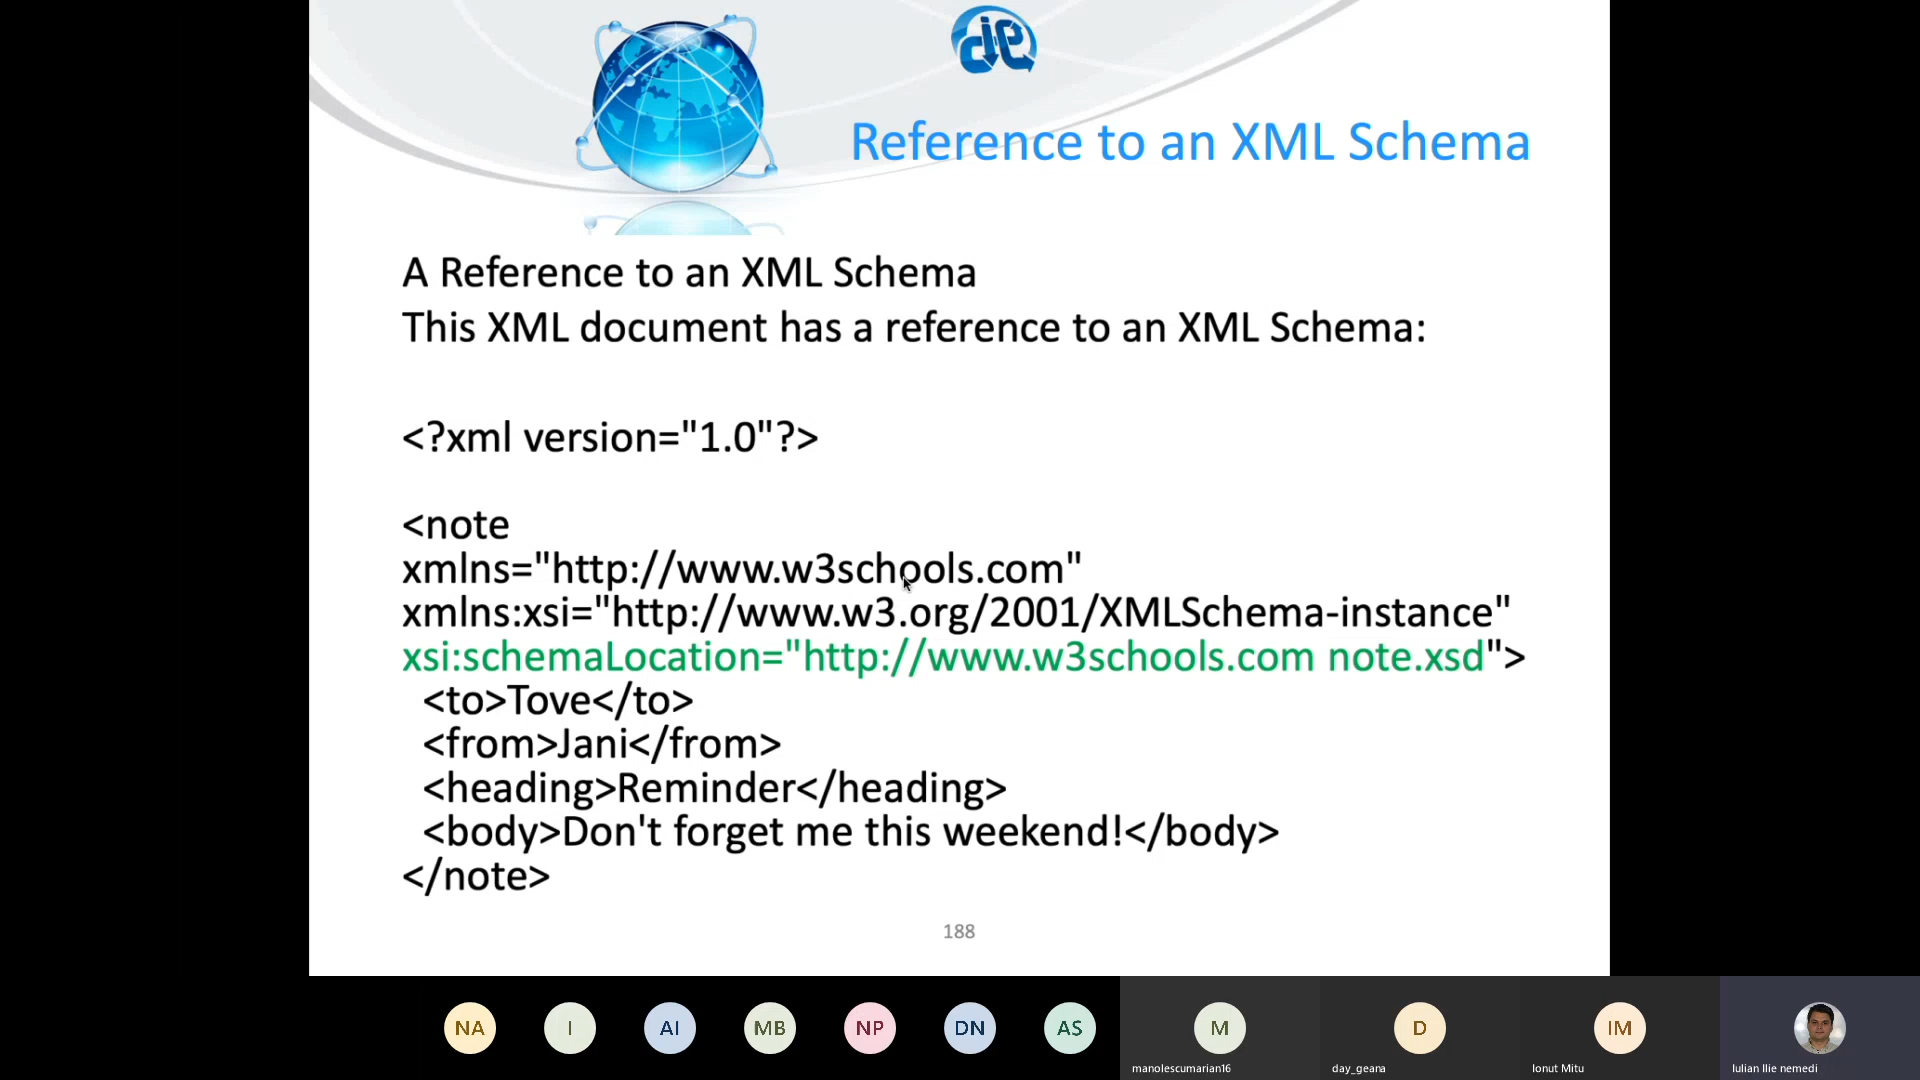 Reference to an XML Schema
A Reference to an XML Schema
This XML document has a reference to an XML Schema:
<?xml version="1.0"?>
<note
xmlns="http://www.w3schools.com"
xmlns:xsi="http://www.w3.org/2001/XMLSchema-instance"
xsi:schemaLocation="http://www.w3schools.com note.xsd">
<to>Tove</to>
<from>Jani</from>
<heading>Reminder</heading>
<body>Don't forget me this weekend!</body>
</note>
188
NA I AI MB NP DN AS M D IM
manolescumarian16 day_geana Ionut Mitu Iulian Ilie nemedi